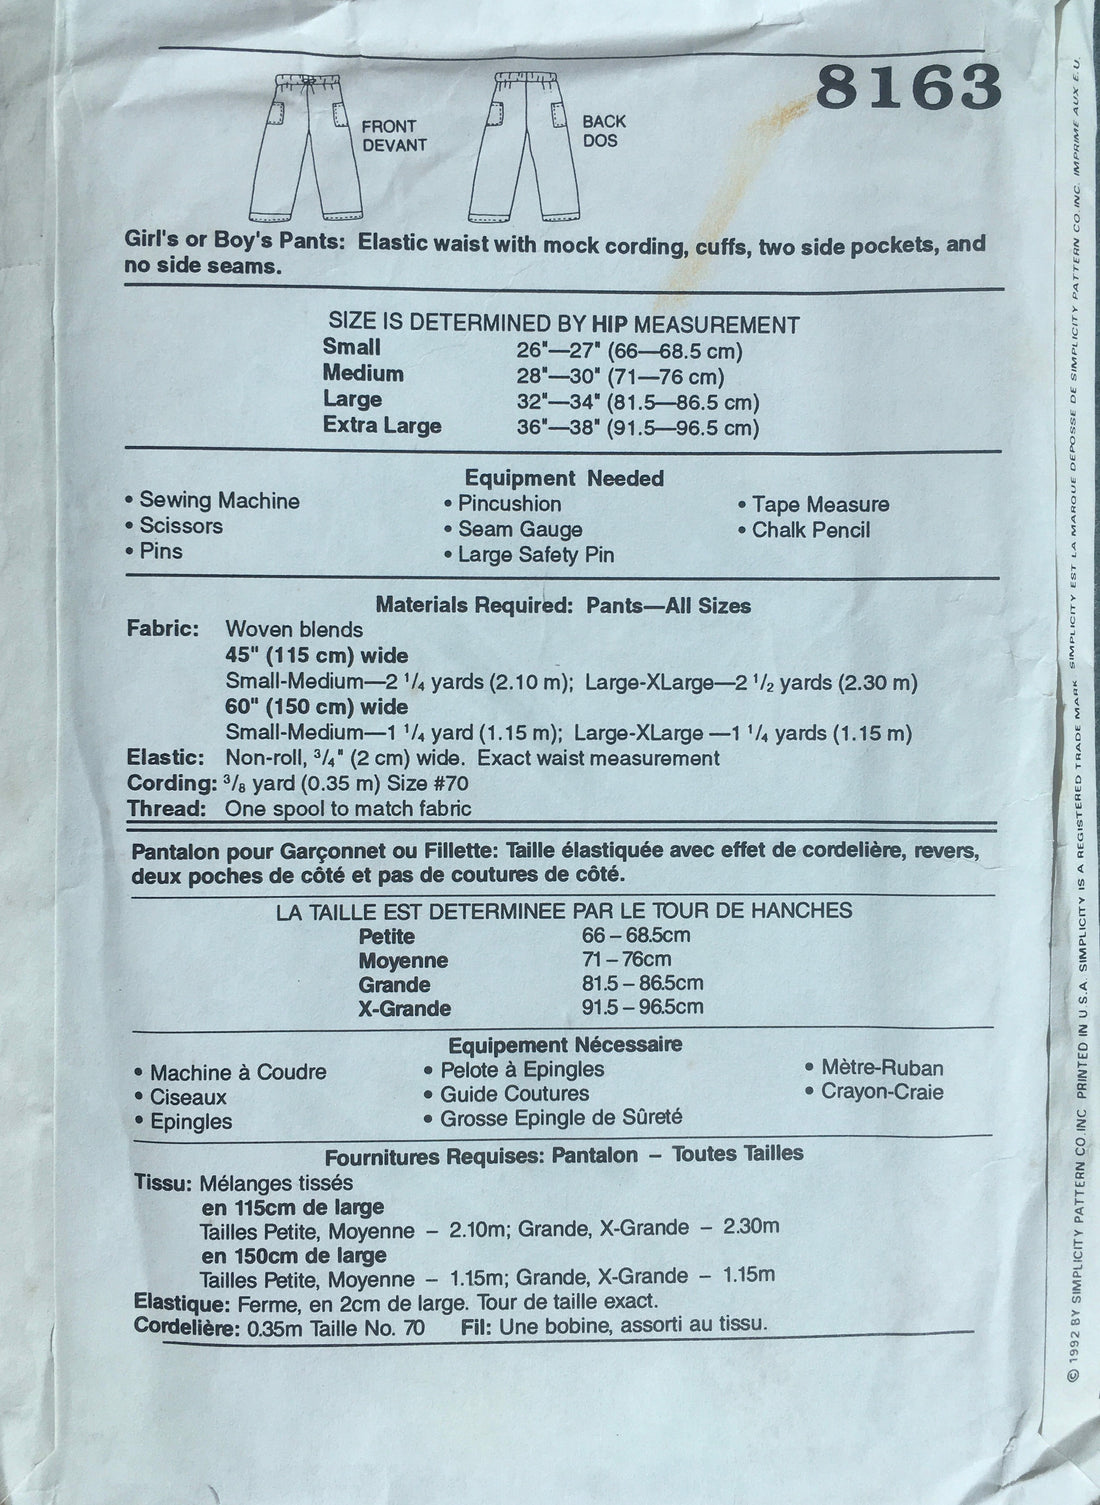 8163
FRONT
DEVANT
BACK
DOS
Girl's or Boy's Pants: Elastic waist with mock cording, cuffs, two side pockets, and
no side seams.
SIZE IS DETERMINED BY HIP MEASUREMENT
Small 26"—27" (66—68.5 cm)
Medium 28"—30" (71—76 cm)
Large 32"—34" (81.5—86.5 cm)
Extra Large 36"—38" (91.5—96.5 cm)
Equipment Needed
• Sewing Machine • Pincushion • Tape Measure
• Scissors • Seam Gauge • Chalk Pencil
• Pins • Large Safety Pin
Materials Required: Pants—All Sizes
Fabric: Woven blends
45" (115 cm) wide
Small-Medium—2 1/4 yards (2.10 m); Large-XLarge—2 1/2 yards (2.30 m)
60" (150 cm) wide
Small-Medium—1 1/4 yard (1.15 m); Large-XLarge —1 1/4 yards (1.15 m)
Elastic: Non-roll, 3/4" (2 cm) wide. Exact waist measurement
Cording: 3/8 yard (0.35 m) Size #70
Thread: One spool to match fabric
Pantalon pour Garçonnet ou Fillette: Taille élastiquée avec effet de cordelière, revers,
deux poches de côté et pas de coutures de côté.
LA TAILLE EST DETERMINEE PAR LE TOUR DE HANCHES
Petite 66 – 68.5cm
Moyenne 71 – 76cm
Grande 81.5 – 86.5cm
X-Grande 91.5 – 96.5cm
Equipement Nécessaire
• Machine à Coudre • Pelote à Epingles • Mètre-Ruban
• Ciseaux • Guide Coutures • Crayon-Craie
• Epingles • Grosse Epingle de Sûreté
Fournitures Requises: Pantalon – Toutes Tailles
Tissu: Mélanges tissés
en 115cm de large
Tailles Petite, Moyenne – 2.10m; Grande, X-Grande – 2.30m
en 150cm de large
Tailles Petite, Moyenne – 1.15m; Grande, X-Grande – 1.15m
Elastique: Ferme, en 2cm de large. Tour de taille exact.
Cordelière: 0.35m Taille No. 70 Fil: Une bobine, assorti au tissu.
© 1992 BY SIMPLICITY PATTERN CO. INC PRINTED IN U.S.A. SIMPLICITY IS A REGISTERED TRADE MARK SIMPLICITY EST LA MARQUE DEPOSSE DE SIMPLICITY PATTERN CO. INC. IMPRIME AUX E.U.